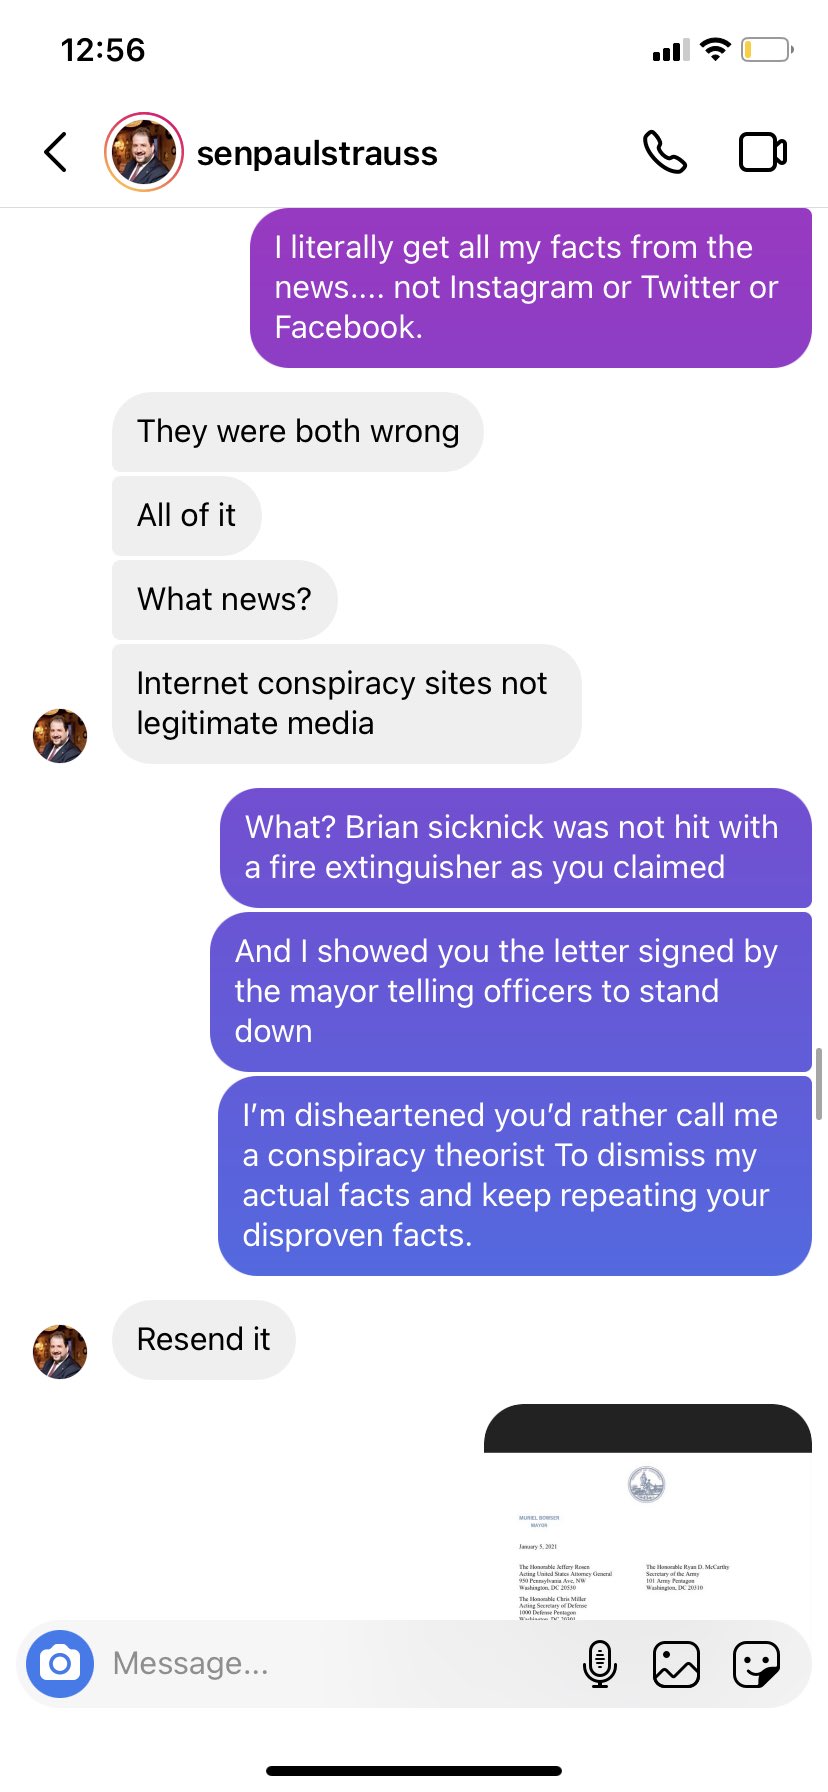 12:56
senpaulstrauss
I literally get all my facts from the
news.... not Instagram or Twitter or
Facebook.
They were both wrong
All of it
What news?
Internet conspiracy sites not
legitimate media
What? Brian sicknick was not hit with
a fire extinguisher as you claimed
And I showed you the letter signed by
the mayor telling officers to stand
down
I'm disheartened you'd rather call me
a conspiracy theorist To dismiss my
actual facts and keep repeating your
disproven facts.
Resend it
MURIEL BOWSER
MAYOR
January 5, 2021
The Honorable Jeffery Rosen
Acting United States Attorney General
950 Pennsylvania Ave, NW
Washington, DC 20530
The Honorable Ryan D. McCarthy
Secretary of the Army
101 Army Pentagon
Washington, DC 20310
The Honorable Chris Miller
Acting Secretary of Defense
1000 Defense Pentagon
Washington, DC 20301
Message...